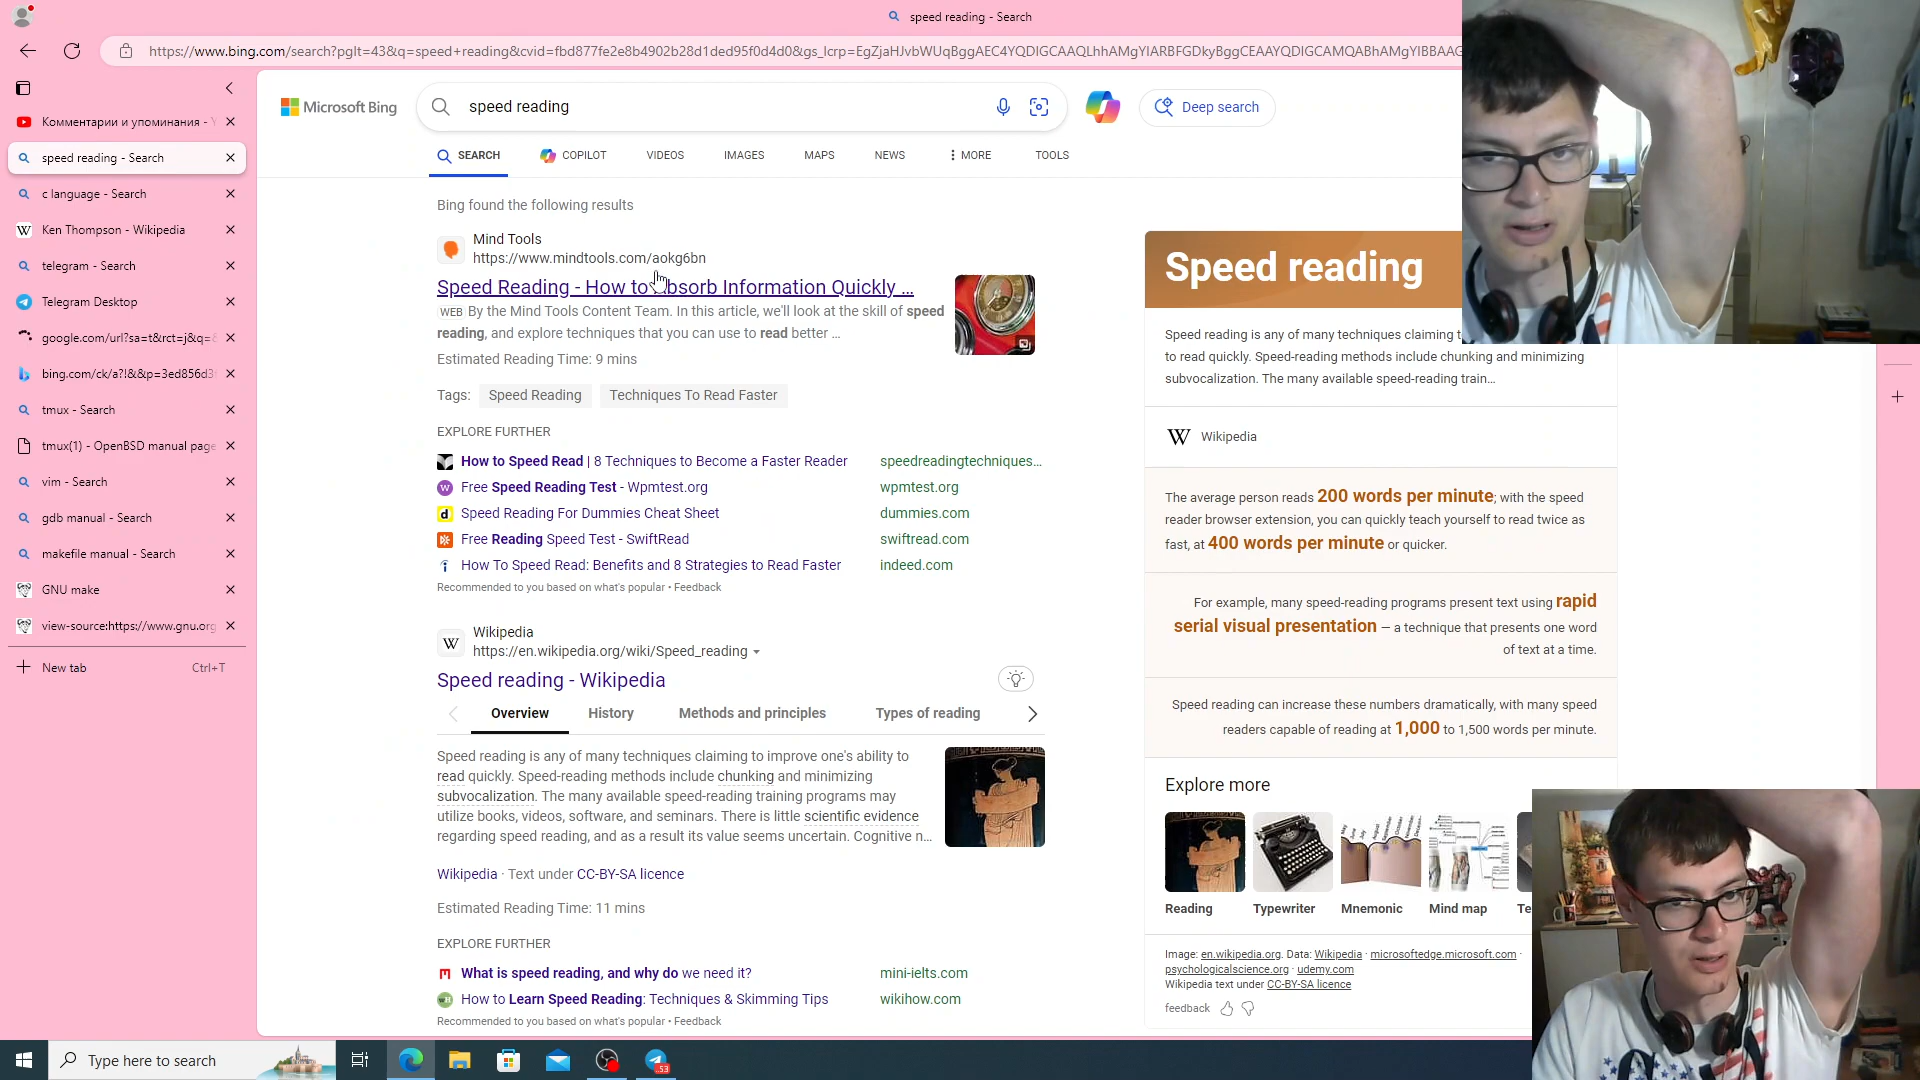 speed reading - Search
https://www.bing.com/search?pglt=43&q=speed+reading&cvid=fbd877fe2e8b4902b28d1ded95f0d4d0&gs_lcrp=EgZjaHJvbWUqBggAEC4YQDIGCAAQLhhAMgYIARBFGDkyBggCEAAYQDIGCAMQABhAMgYIBBAAG
Комментарии и упоминания - Y
speed reading - Search
c language - Search
Ken Thompson - Wikipedia
telegram - Search
Telegram Desktop
google.com/url?sa=t&rct=j&q=&
bing.com/ck/a?!&&p=3ed856d3
tmux - Search
tmux(1) - OpenBSD manual page
vim - Search
gdb manual - Search
makefile manual - Search
GNU make
view-source:https://www.gnu.org
New tab Ctrl+T
Microsoft Bing
speed reading
Deep search
SEARCH COPILOT VIDEOS IMAGES MAPS NEWS MORE TOOLS
Bing found the following results
Mind Tools
https://www.mindtools.com/aokg6bn
Speed Reading - How to Absorb Information Quickly ...
WEB By the Mind Tools Content Team. In this article, we'll look at the skill of speed
reading, and explore techniques that you can use to read better ...
Estimated Reading Time: 9 mins
Tags: Speed Reading Techniques To Read Faster
EXPLORE FURTHER
How to Speed Read | 8 Techniques to Become a Faster Reader speedreadingtechniques...
Free Speed Reading Test - Wpmtest.org wpmtest.org
Speed Reading For Dummies Cheat Sheet dummies.com
Free Reading Speed Test - SwiftRead swiftread.com
How To Speed Read: Benefits and 8 Strategies to Read Faster indeed.com
Recommended to you based on what's popular • Feedback
Wikipedia
https://en.wikipedia.org/wiki/Speed_reading
Speed reading - Wikipedia
Overview History Methods and principles Types of reading
Speed reading is any of many techniques claiming to improve one's ability to
read quickly. Speed-reading methods include chunking and minimizing
subvocalization. The many available speed-reading training programs may
utilize books, videos, software, and seminars. There is little scientific evidence
regarding speed reading, and as a result its value seems uncertain. Cognitive n...
Wikipedia · Text under CC-BY-SA licence
Estimated Reading Time: 11 mins
EXPLORE FURTHER
What is speed reading, and why do we need it? mini-ielts.com
How to Learn Speed Reading: Techniques & Skimming Tips wikihow.com
Recommended to you based on what's popular • Feedback
Speed reading
Speed reading is any of many techniques claiming t
to read quickly. Speed-reading methods include chunking and minimizing
subvocalization. The many available speed-reading train...
W Wikipedia
The average person reads 200 words per minute; with the speed
reader browser extension, you can quickly teach yourself to read twice as
fast, at 400 words per minute or quicker.
For example, many speed-reading programs present text using rapid
serial visual presentation — a technique that presents one word
of text at a time.
Speed reading can increase these numbers dramatically, with many speed
readers capable of reading at 1,000 to 1,500 words per minute.
Explore more
Reading Typewriter Mnemonic Mind map Te
Image: en.wikipedia.org. Data: Wikipedia · microsoftedge.microsoft.com ·
psychologicalscience.org · udemy.com
Wikipedia text under CC-BY-SA licence
feedback
Type here to search
53